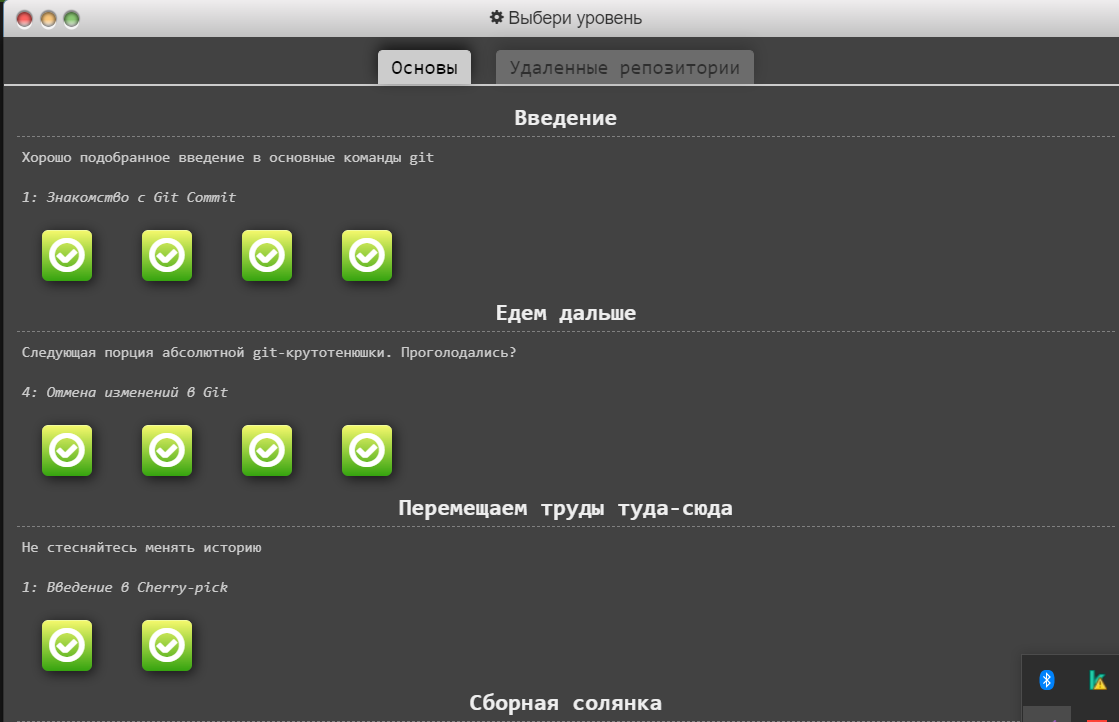 Выбери уровень
Основы
Удаленные репозитории
Введение
Хорошо подобранное введение в основные команды git
1: Знакомство с Git Commit
Едем дальше
Следующая порция абсолютной git-крутотенюшки. Проголодались?
4: Отмена изменений в Git
Перемещаем труды туда-сюда
Не стесняйтесь менять историю
1: Введение в Cherry-pick
Сборная солянка